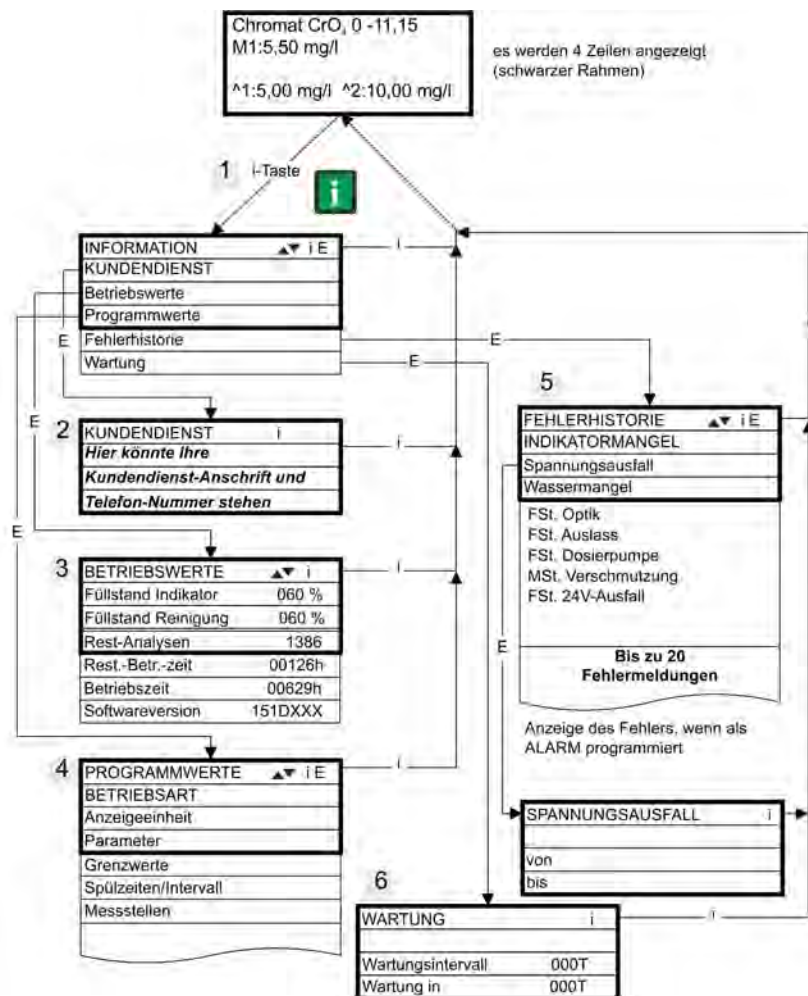 Chromat CrO₄ 0 -11,15
M1:5,50 mg/l
^1:5,00 mg/l ^2:10,00 mg/l
es werden 4 Zeilen angezeigt
(schwarzer Rahmen)
1 i-Taste
i
INFORMATION ▲▼ i E
KUNDENDIENST
Betriebswerte
Programmwerte
Fehlerhistorie
Wartung
i
E
E
E
E
E
2
KUNDENDIENST i
Hier könnte Ihre
Kundendienst-Anschrift und
Telefon-Nummer stehen
i
3
BETRIEBSWERTE ▲▼ i
Füllstand Indikator 060 %
Füllstand Reinigung 060 %
Rest-Analysen 1386
Rest.-Betr.-zeit 00126h
Betriebszeit 00629h
Softwareversion 151DXXX
i
4
PROGRAMMWERTE ▲▼ i E
BETRIEBSART
Anzeigeeinheit
Parameter
Grenzwerte
Spülzeiten/Intervall
Messstellen
i
5
FEHLERHISTORIE ▲▼ i E
INDIKATORMANGEL
Spannungsausfall
Wassermangel
FSt. Optik
FSt. Auslass
FSt. Dosierpumpe
MSt. Verschmutzung
FSt. 24V-Ausfall
Bis zu 20
Fehlermeldungen
i
E
Anzeige des Fehlers, wenn als
ALARM programmiert
SPANNUNGSAUSFALL i
von
bis
6
WARTUNG i
Wartungsintervall 000T
Wartung in 000T
i